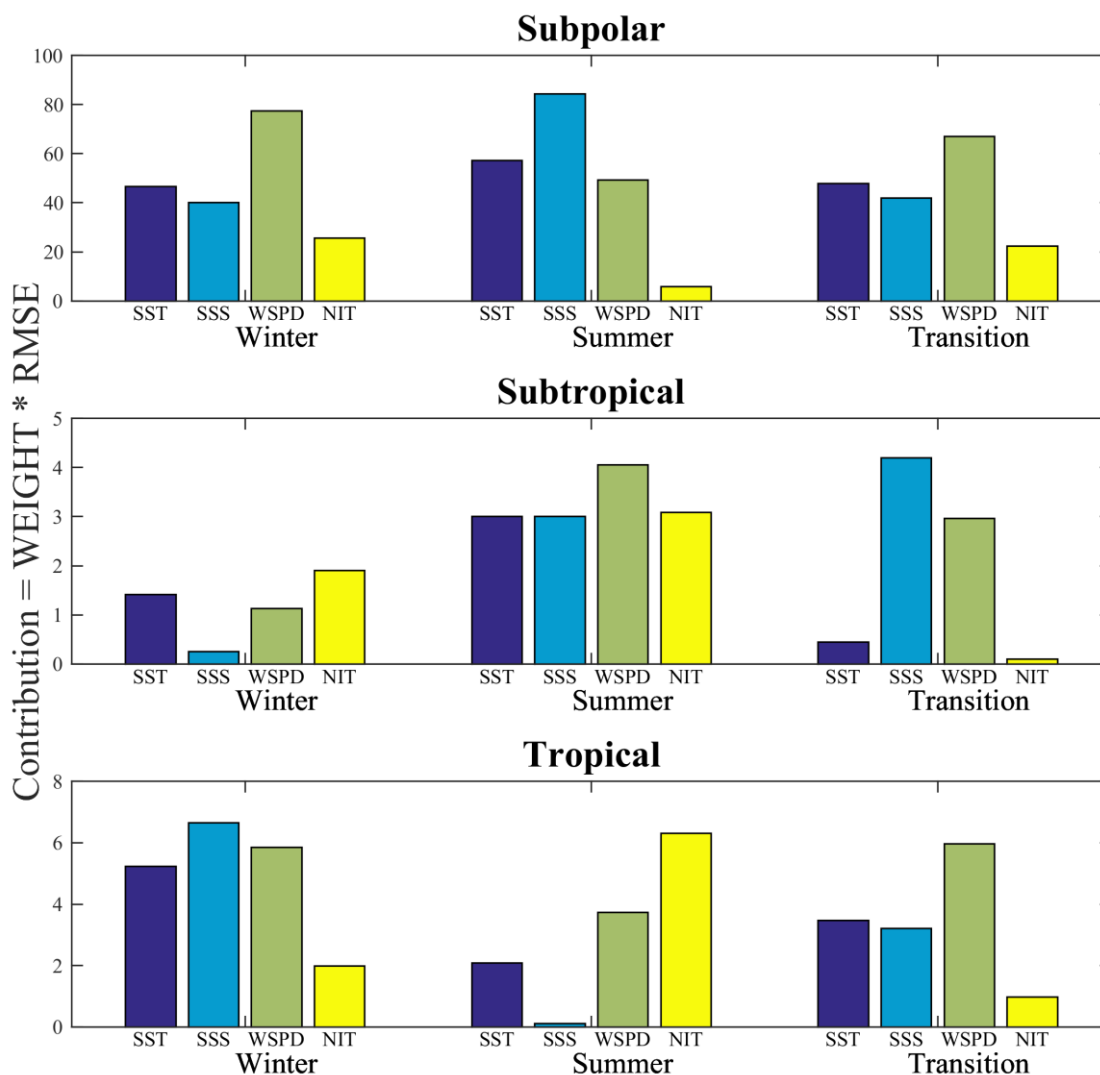 Contribution = WEIGHT * RMSE
Subpolar
100
80
60
40
20
0
SST SSS WSPD NIT SST SSS WSPD NIT SST SSS WSPD NIT
Winter Summer Transition
Subtropical
5
4
3
2
1
0
SST SSS WSPD NIT SST SSS WSPD NIT SST SSS WSPD NIT
Winter Summer Transition
Tropical
8
6
4
2
0
SST SSS WSPD NIT SST SSS WSPD NIT SST SSS WSPD NIT
Winter Summer Transition